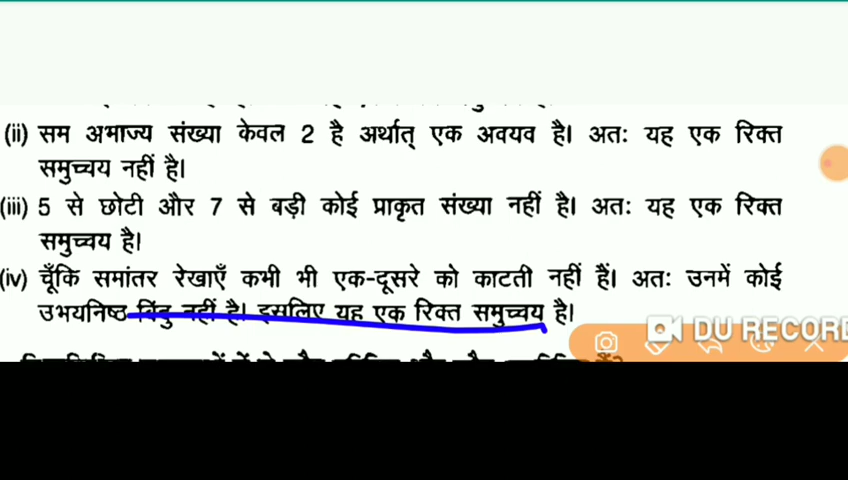 (ii) सम अभाज्य संख्या केवल 2 है अर्थात् एक अवयव है। अतः यह एक रिक्त
समुच्चय नहीं है।
(iii) 5 से छोटी और 7 से बड़ी कोई प्राकृत संख्या नहीं है। अतः यह एक रिक्त
समुच्चय है।
(iv) चूँकि समांतर रेखाएँ कभी भी एक-दूसरे को काटती नहीं हैं। अतः उनमें कोई
उभयनिष्ठ बिंदु नहीं है। इसलिए यह एक रिक्त समुच्चय है।
DU RECORD